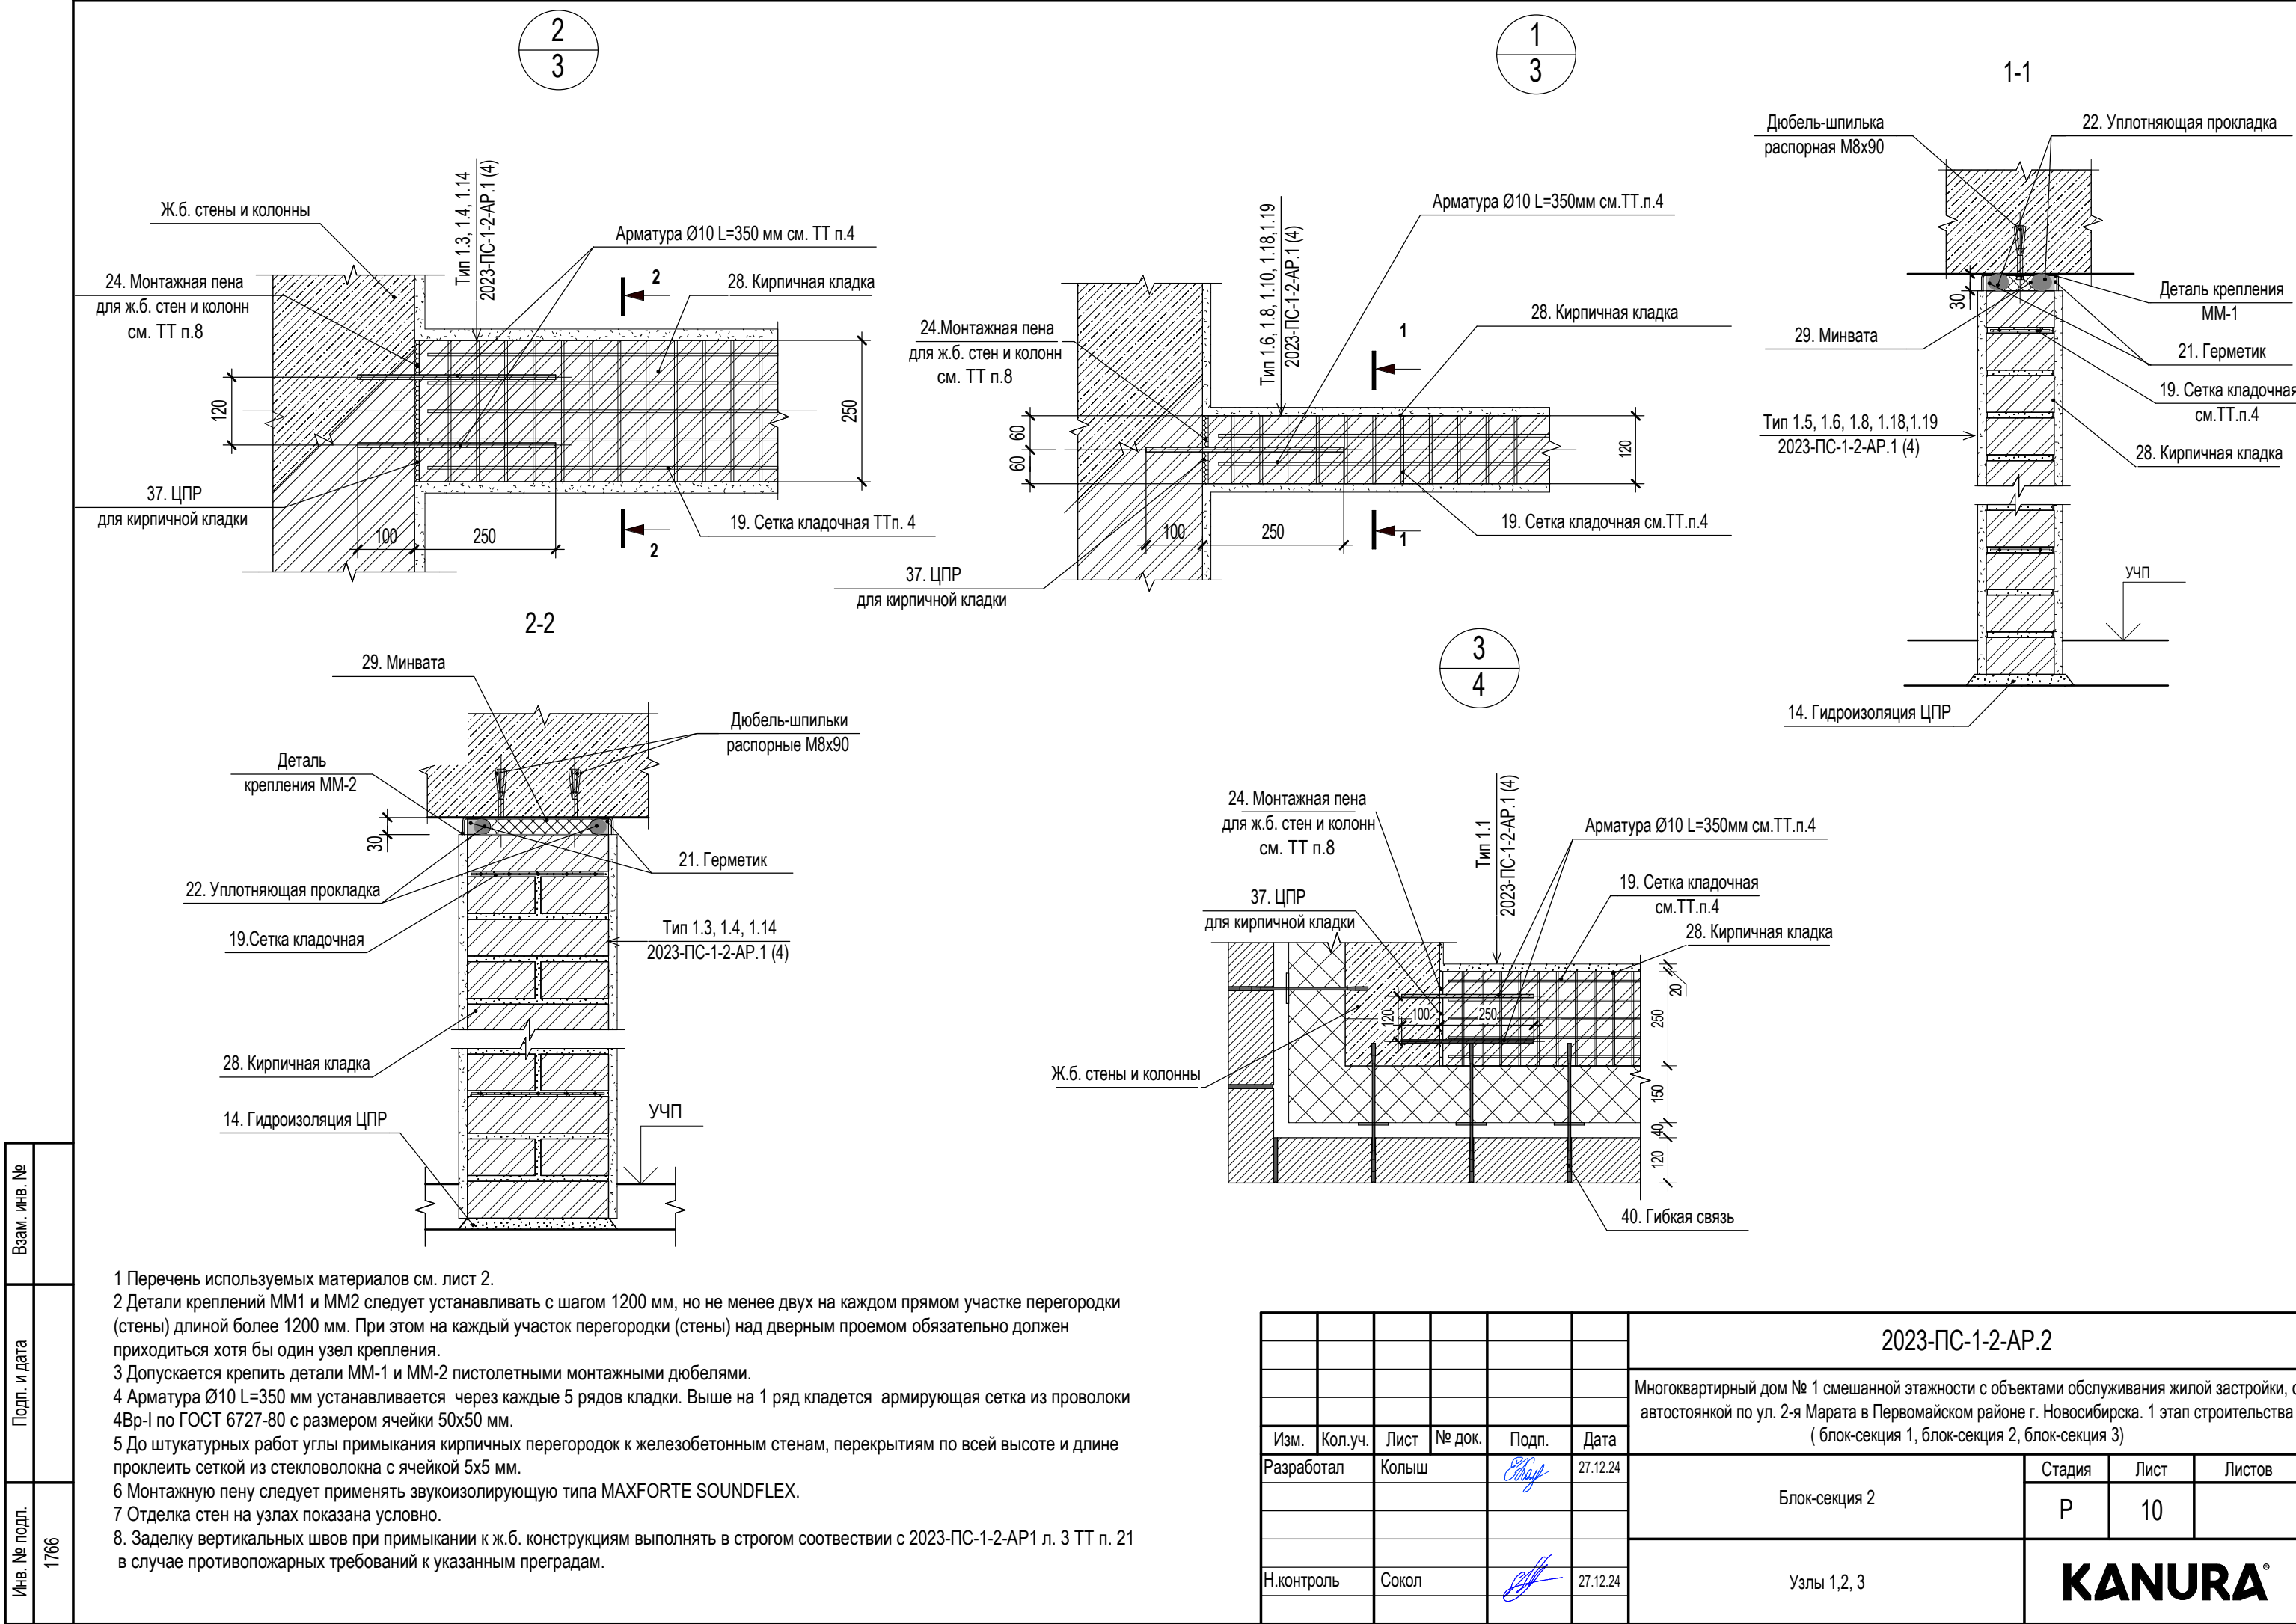 2
3
Ж.б. стены и колонны
24. Монтажная пена
для ж.б. стен и колонн
см. ТТ п.8
Тип 1.3, 1.4, 1.14
2023-ПС-1-2-АР.1 (4)
Арматура Ø10 L=350 мм см. ТТ п.4
2
28. Кирпичная кладка
120
250
37. ЦПР
для кирпичной кладки
100
250
19. Сетка кладочная ТТп. 4
2
1
3
Арматура Ø10 L=350мм см.ТТ.п.4
Тип 1.6, 1.8, 1.10, 1.18,1.19
2023-ПС-1-2-АР.1 (4)
24.Монтажная пена
для ж.б. стен и колонн
см. ТТ п.8
28. Кирпичная кладка
1
60
60
120
100
250
19. Сетка кладочная см.ТТ.п.4
1
37. ЦПР
для кирпичной кладки
1-1
Дюбель-шпилька
распорная М8х90
22. Уплотняющая прокладка
30
Деталь крепления
ММ-1
29. Минвата
21. Герметик
19. Сетка кладочная
см.ТТ.п.4
Тип 1.5, 1.6, 1.8, 1.18,1.19
2023-ПС-1-2-АР.1 (4)
28. Кирпичная кладка
УЧП
14. Гидроизоляция ЦПР
2-2
29. Минвата
Дюбель-шпильки
распорные М8х90
Деталь
крепления ММ-2
30
21. Герметик
22. Уплотняющая прокладка
19.Сетка кладочная
Тип 1.3, 1.4, 1.14
2023-ПС-1-2-АР.1 (4)
28. Кирпичная кладка
14. Гидроизоляция ЦПР
УЧП
3
4
24. Монтажная пена
для ж.б. стен и колонн
см. ТТ п.8
Тип 1.1
2023-ПС-1-2-АР.1 (4)
Арматура Ø10 L=350мм см.ТТ.п.4
37. ЦПР
для кирпичной кладки
19. Сетка кладочная
см.ТТ.п.4
28. Кирпичная кладка
120
100
250
20
250
150
40
120
Ж.б. стены и колонны
40. Гибкая связь
1 Перечень используемых материалов см. лист 2.
2 Детали креплений ММ1 и ММ2 следует устанавливать с шагом 1200 мм, но не менее двух на каждом прямом участке перегородки
(стены) длиной более 1200 мм. При этом на каждый участок перегородки (стены) над дверным проемом обязательно должен
приходиться хотя бы один узел крепления.
3 Допускается крепить детали ММ-1 и ММ-2 пистолетными монтажными дюбелями.
4 Арматура Ø10 L=350 мм устанавливается через каждые 5 рядов кладки. Выше на 1 ряд кладется армирующая сетка из проволоки
4Вр-I по ГОСТ 6727-80 с размером ячейки 50х50 мм.
5 До штукатурных работ углы примыкания кирпичных перегородок к железобетонным стенам, перекрытиям по всей высоте и длине
проклеить сеткой из стекловолокна с ячейкой 5х5 мм.
6 Монтажную пену следует применять звукоизолирующую типа MAXFORTE SOUNDFLEX.
7 Отделка стен на узлах показана условно.
8. Заделку вертикальных швов при примыкании к ж.б. конструкциям выполнять в строгом соотвествии с 2023-ПС-1-2-АР1 л. 3 ТТ п. 21
в случае противопожарных требований к указанным преградам.
Взам. инв. №
Подп. и дата
Инв. № подл.
1766
2023-ПС-1-2-АР.2
Многоквартирный дом № 1 смешанной этажности с объектами обслуживания жилой застройки, с
автостоянкой по ул. 2-я Марата в Первомайском районе г. Новосибирска. 1 этап строительства
( блок-секция 1, блок-секция 2, блок-секция 3)
Изм. Кол.уч. Лист № док. Подп. Дата
Разработал Колыш 27.12.24
Блок-секция 2
Стадия Лист Листов
Р 10
Н.контроль Сокол 27.12.24
Узлы 1,2, 3
KANURA®